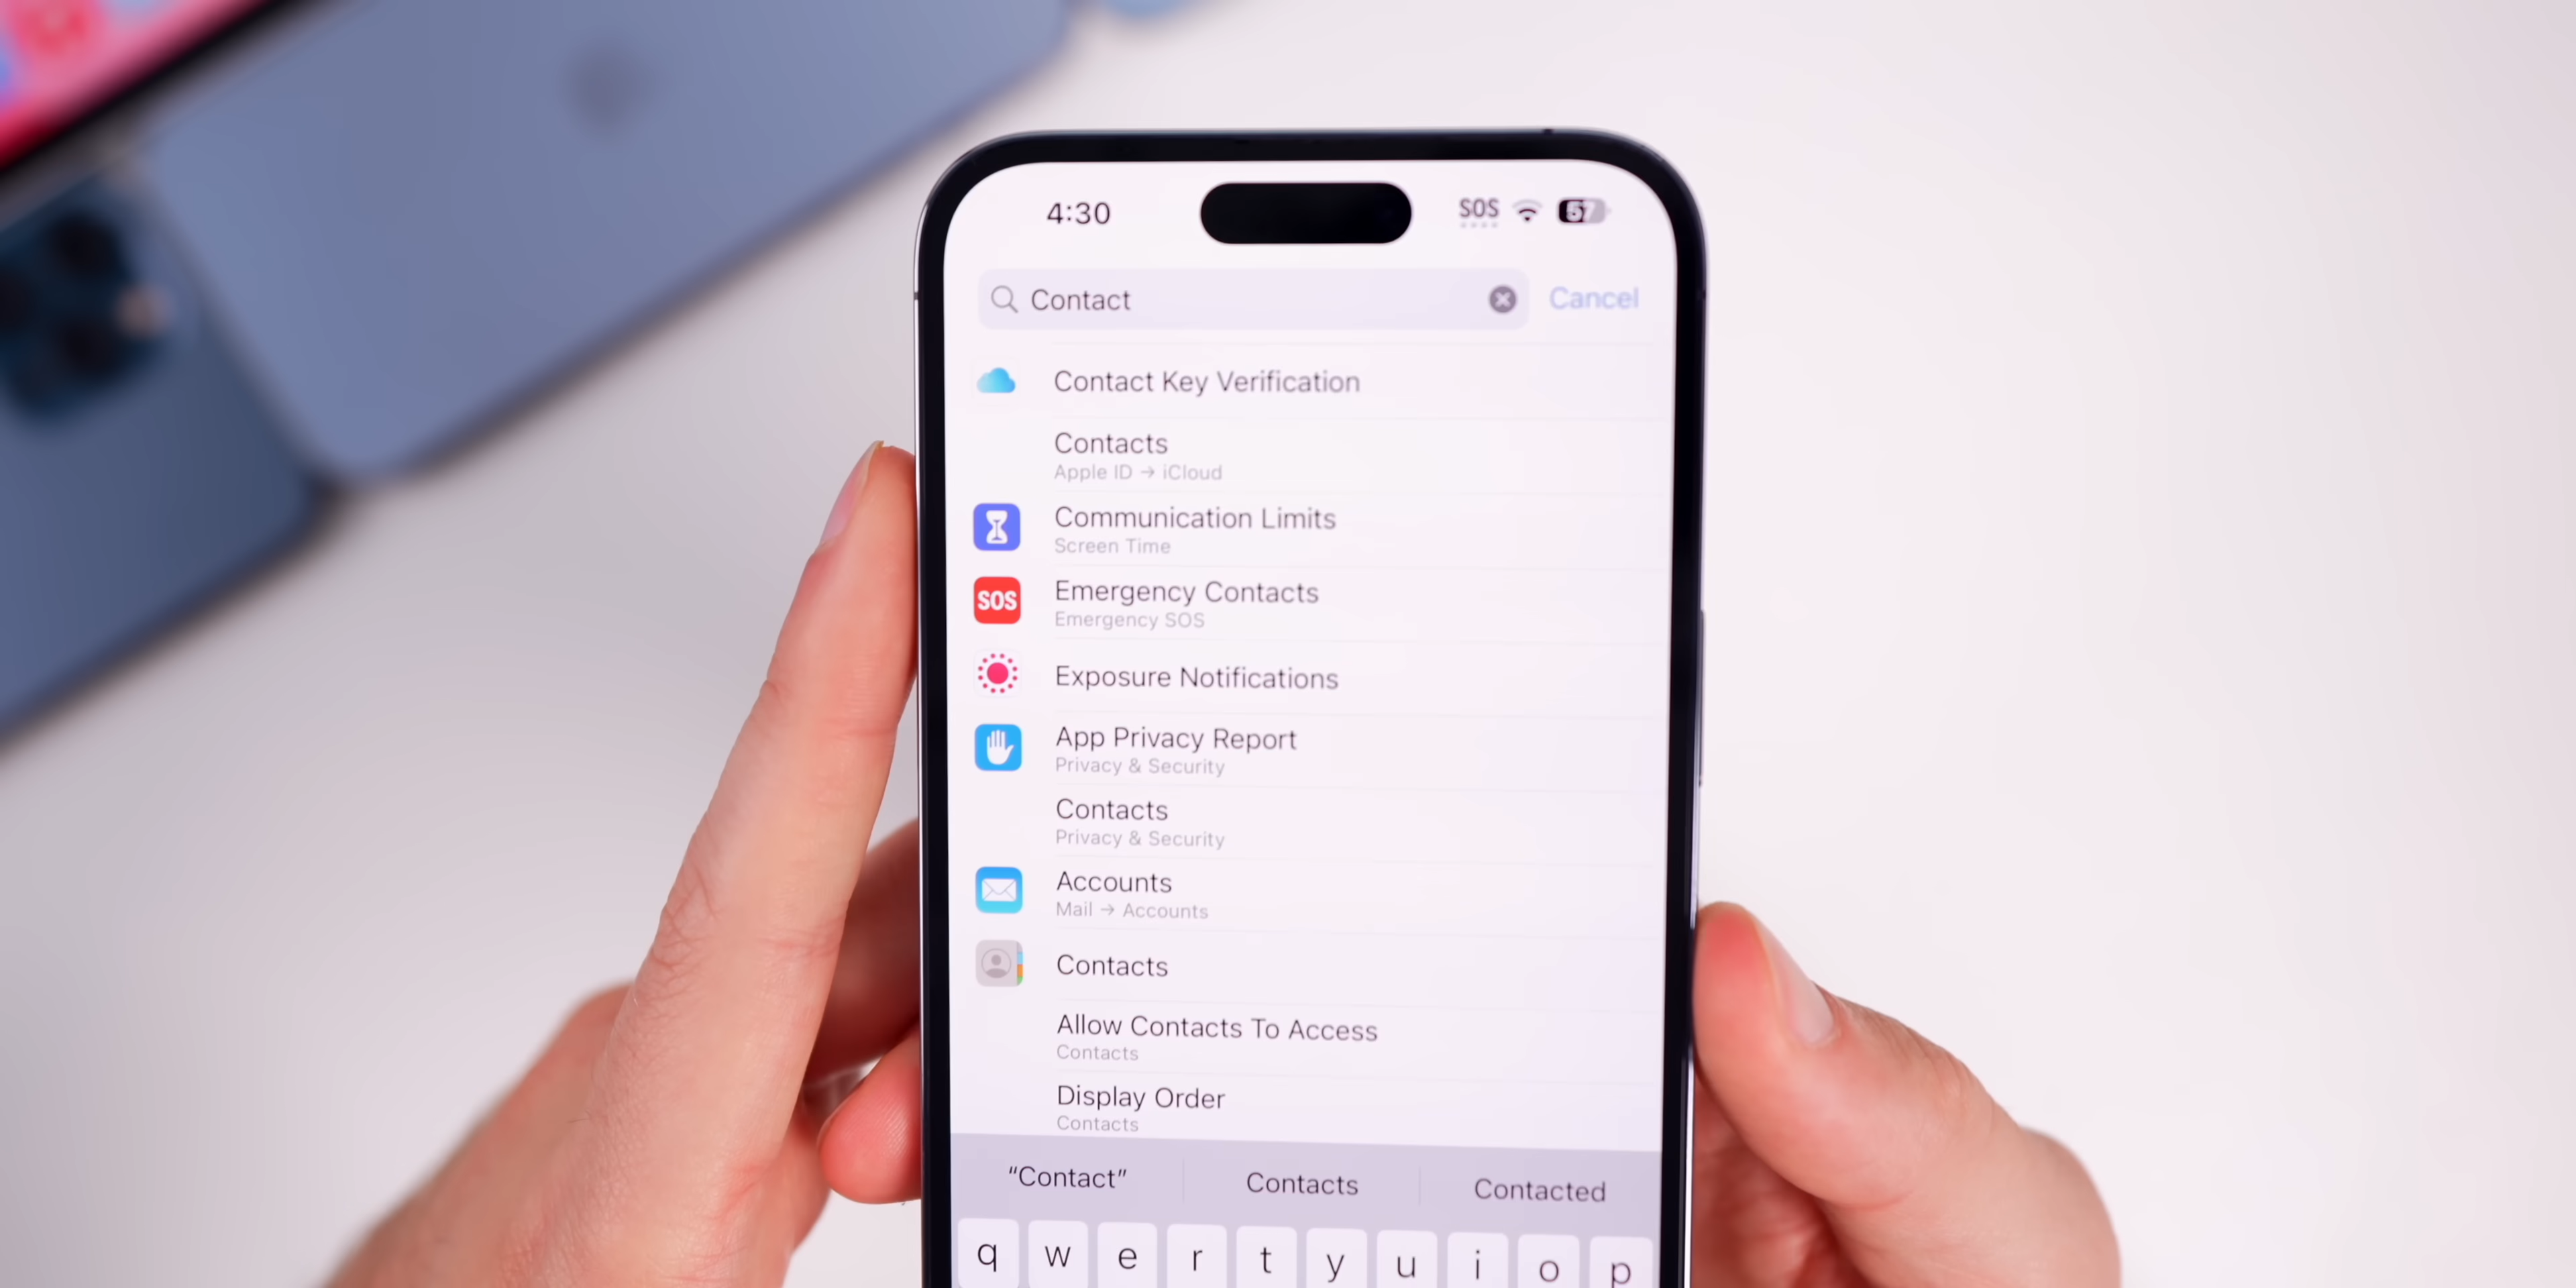 4:30
SOS
57
Contact
Cancel
Contact Key Verification
Contacts
Apple ID → iCloud
Communication Limits
Screen Time
SOS
Emergency Contacts
Emergency SOS
Exposure Notifications
App Privacy Report
Privacy & Security
Contacts
Privacy & Security
Accounts
Mail → Accounts
Contacts
Allow Contacts To Access
Contacts
Display Order
Contacts
“Contact” Contacts Contacted
q w e r t y u i o p